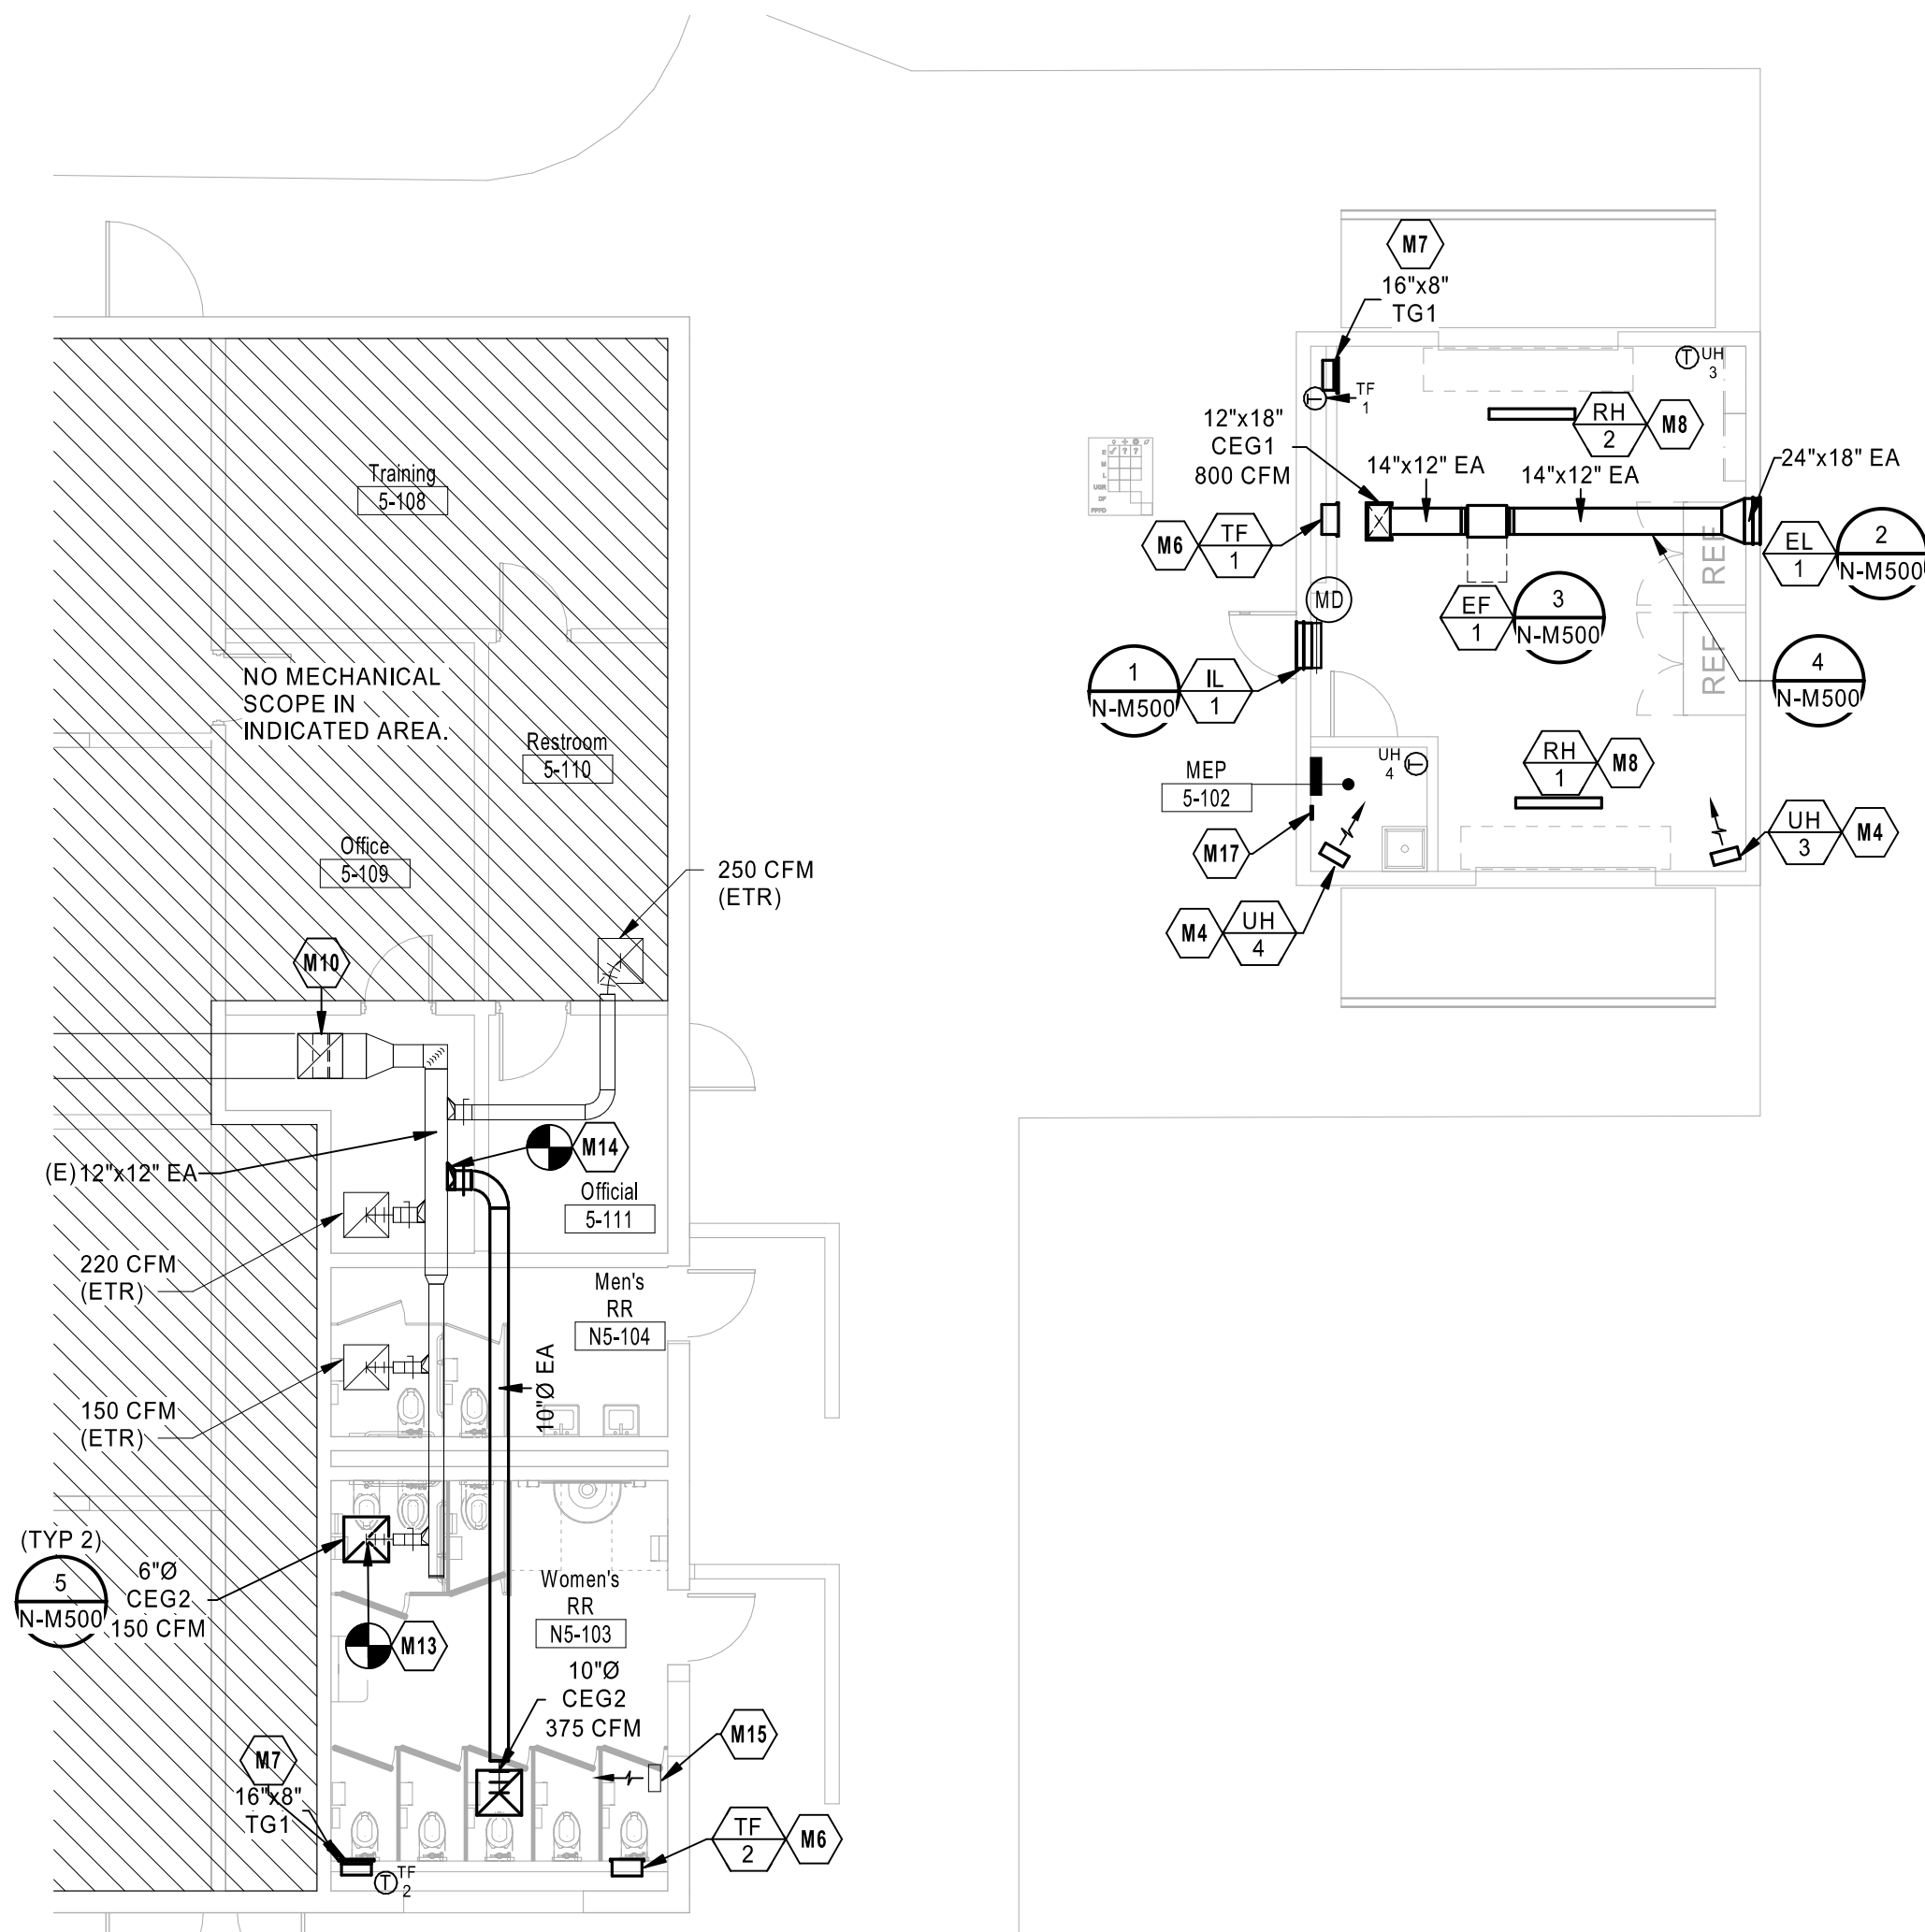 M7
16"x8"
TG1
T
UH
3
TF
1
T
12"x18"
CEG1
800 CFM
RH
2
M8
14"x12" EA
14"x12" EA
24"x18" EA
M6
TF
1
EL
1
2
N-M500
REF
MD
EF
1
3
N-M500
1
N-M500
IL
1
REF
4
N-M500
MEP
5-102
UH
4
T
RH
1
M8
M17
UH
3
M4
M4
UH
4
Training
5-108
NO MECHANICAL
SCOPE IN
INDICATED AREA.
Restroom
5-110
Office
5-109
250 CFM
(ETR)
M10
M14
(E)12"x12" EA
Official
5-111
220 CFM
(ETR)
Men's
RR
N5-104
10"Ø EA
150 CFM
(ETR)
(TYP 2)
5
N-M500
6"Ø
CEG2
150 CFM
Women's
RR
N5-103
M13
10"Ø
CEG2
375 CFM
M15
M7
16"x8"
TG1
TF
2
M6
T
TF
2